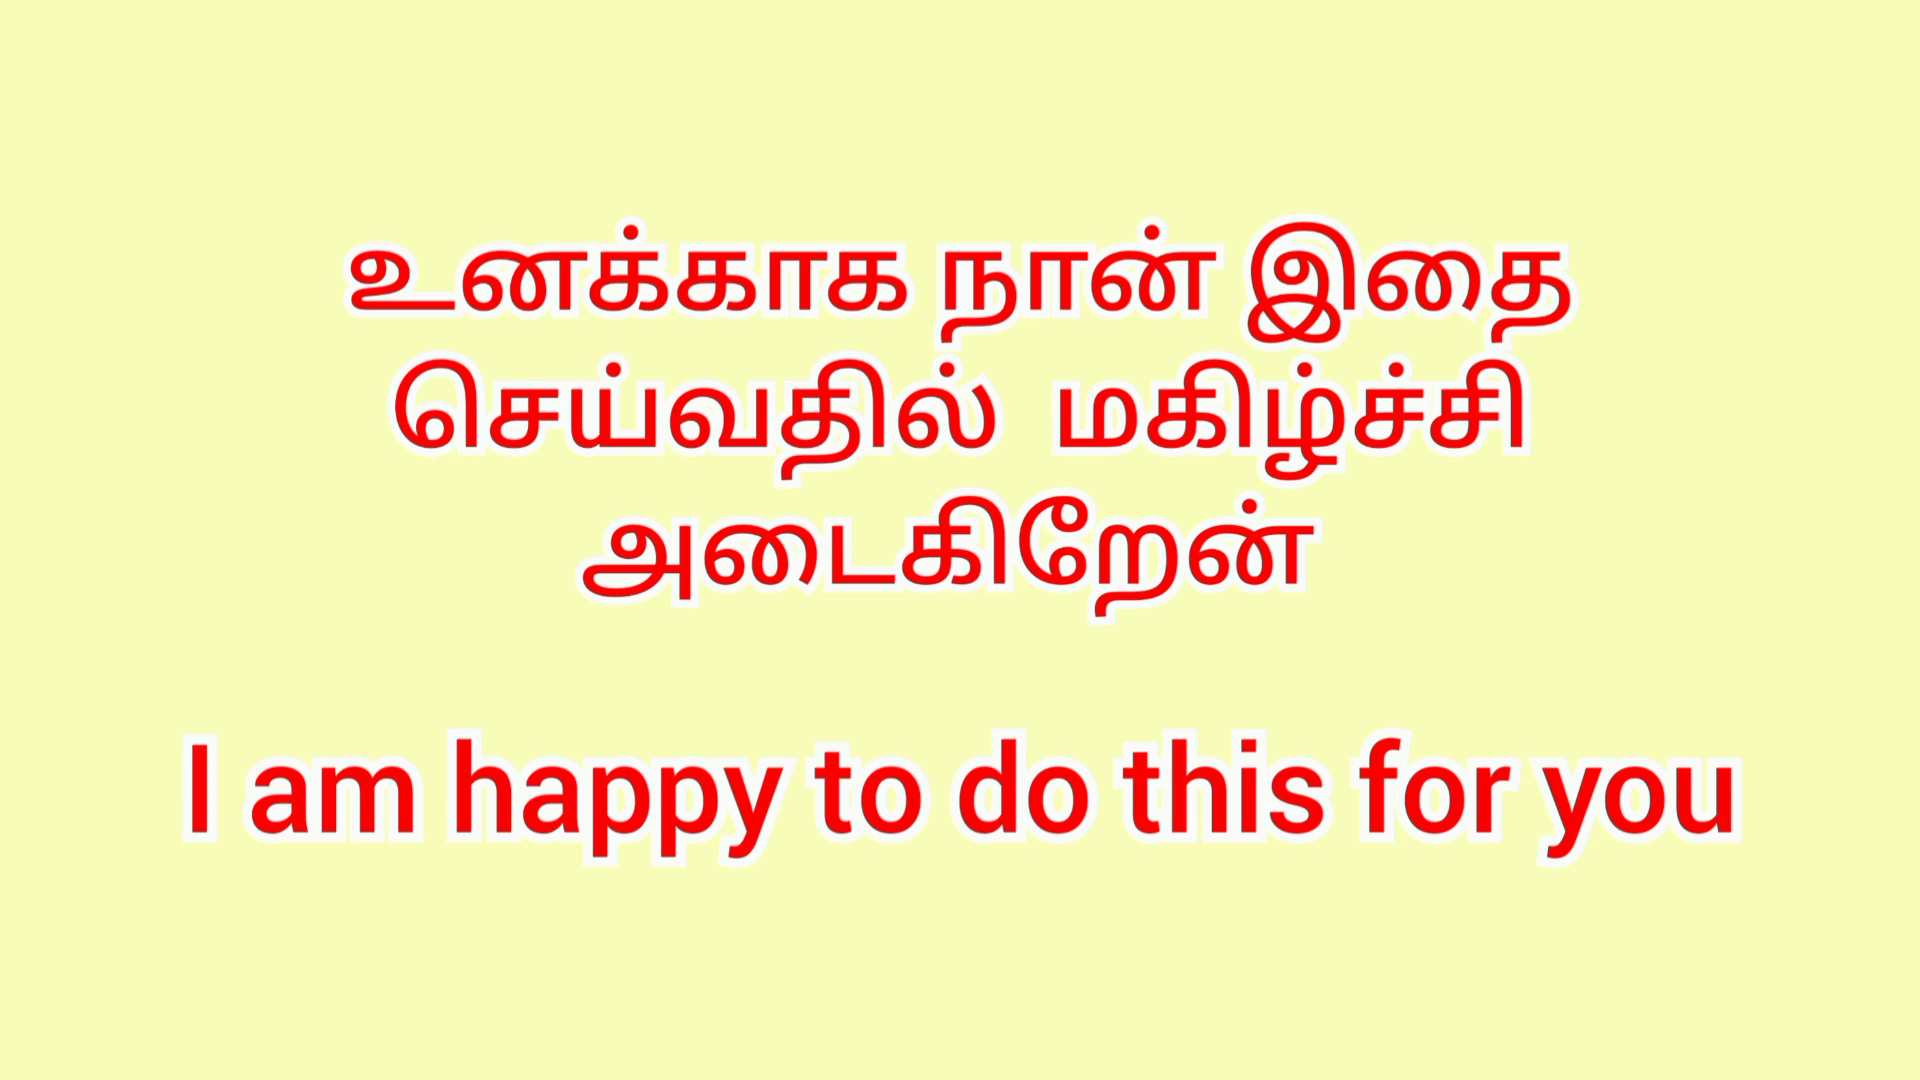 உனக்காக நான் இதை
செய்வதில் மகிழ்ச்சி
அடைகிறேன்
I am happy to do this for you